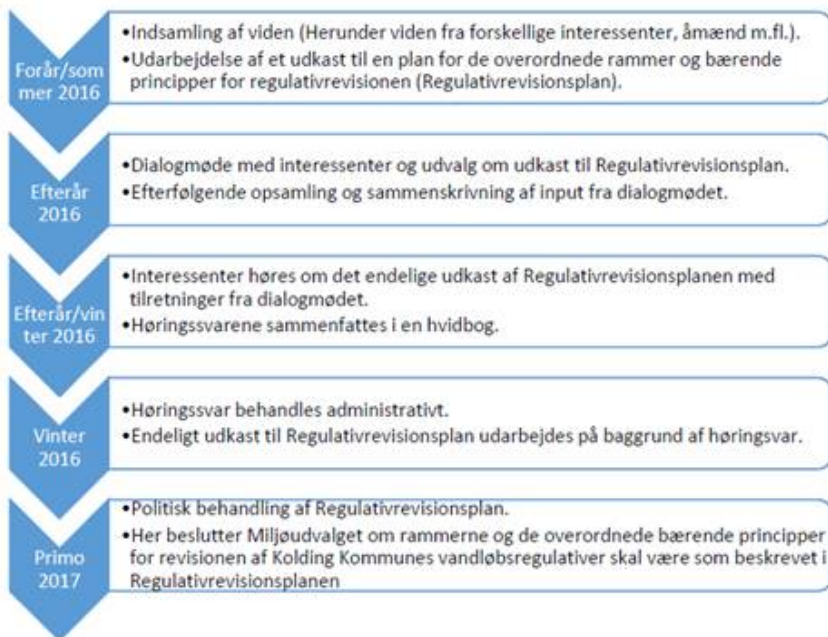 Forår/som
mer 2016
•Indsamling af viden (Herunder viden fra forskellige interessenter, åmænd m.fl.).
•Udarbejdelse af et udkast til en plan for de overordnede rammer og bærende
principper for regulativrevisionen (Regulativrevisionsplan).
Efterår
2016
•Dialogmøde med interessenter og udvalg om udkast til Regulativrevisionsplan.
•Efterfølgende opsamling og sammenskrivning af input fra dialogmødet.
Efterår/vin
ter 2016
•Interessenter høres om det endelige udkast af Regulativrevisionsplanen med
tilretninger fra dialogmødet.
•Høringssvarene sammenfattes i en hvidbog.
Vinter
2016
•Høringssvar behandles administrativt.
•Endeligt udkast til Regulativrevisionsplan udarbejdes på baggrund af høringsvar.
Primo
2017
•Politisk behandling af Regulativrevisionsplan.
•Her beslutter Miljøudvalget om rammerne og de overordnede bærende principper
for revisionen af Kolding Kommunes vandløbsregulativer skal være som beskrevet i
Regulativrevisionsplanen